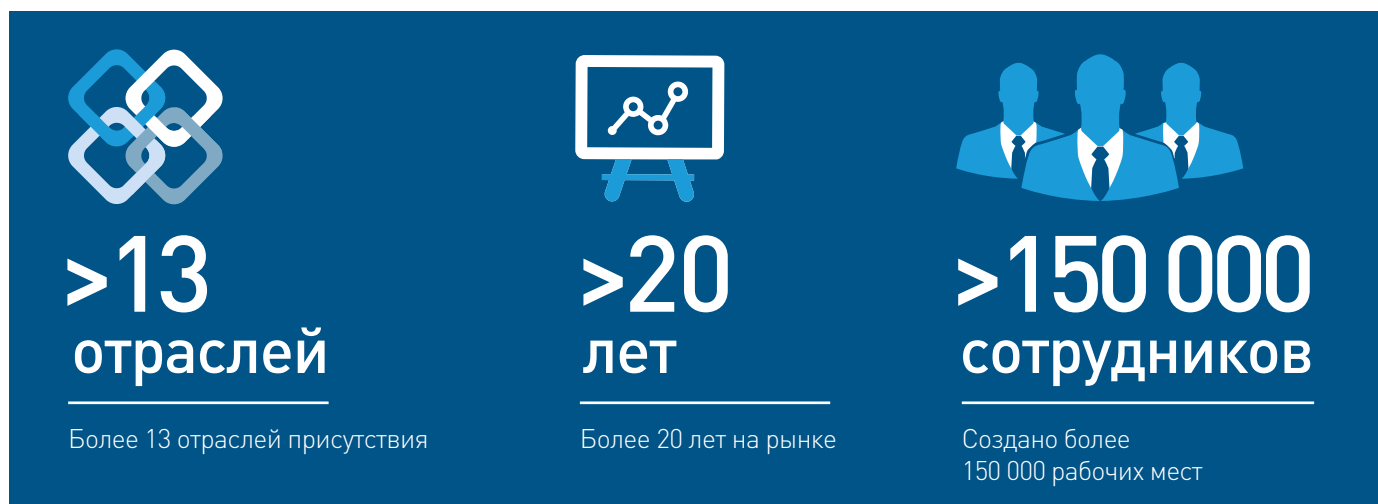 >13
отраслей
Более 13 отраслей присутствия
>20
лет
Более 20 лет на рынке
>150 000
сотрудников
Создано более
150 000 рабочих мест